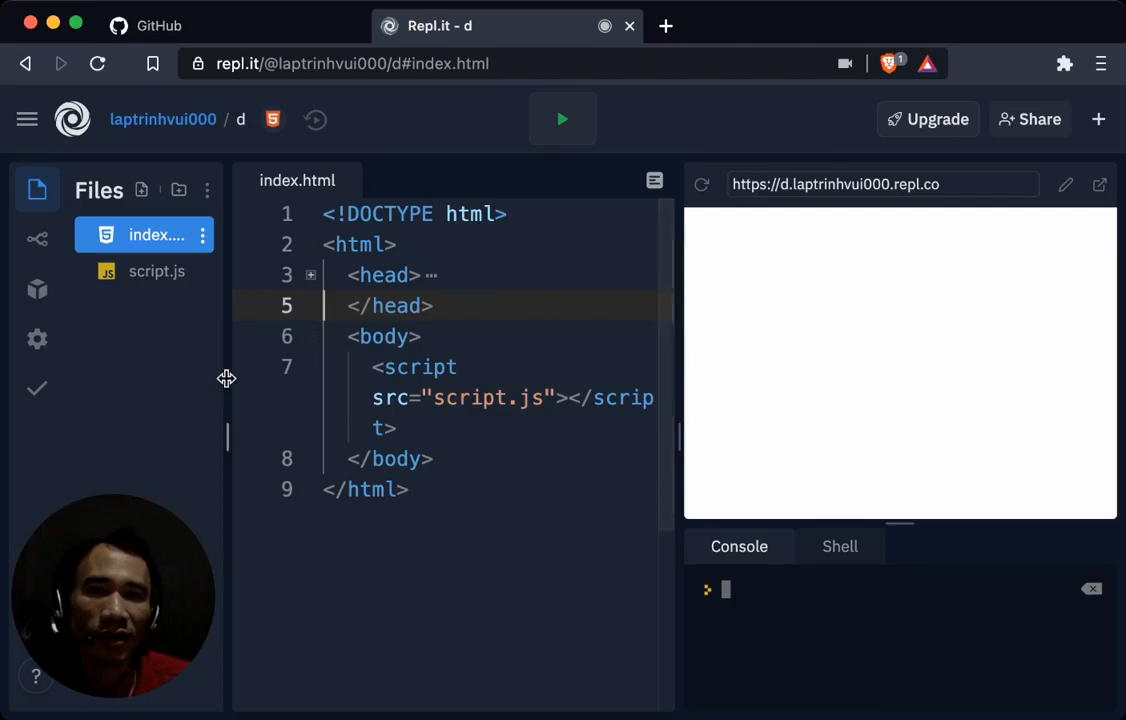 GitHub
Repl.it - d
repl.it/@laptrinhvui000/d#index.html
1
laptrinhvui000 / d
Upgrade
Share
Files
index....
script.js
index.html
1 <!DOCTYPE html>
2 <html>
3 <head>
5 </head>
6 <body>
7 <script
src="script.js"></scrip
t>
8 </body>
9 </html>
https://d.laptrinhvui000.repl.co
Console
Shell
?